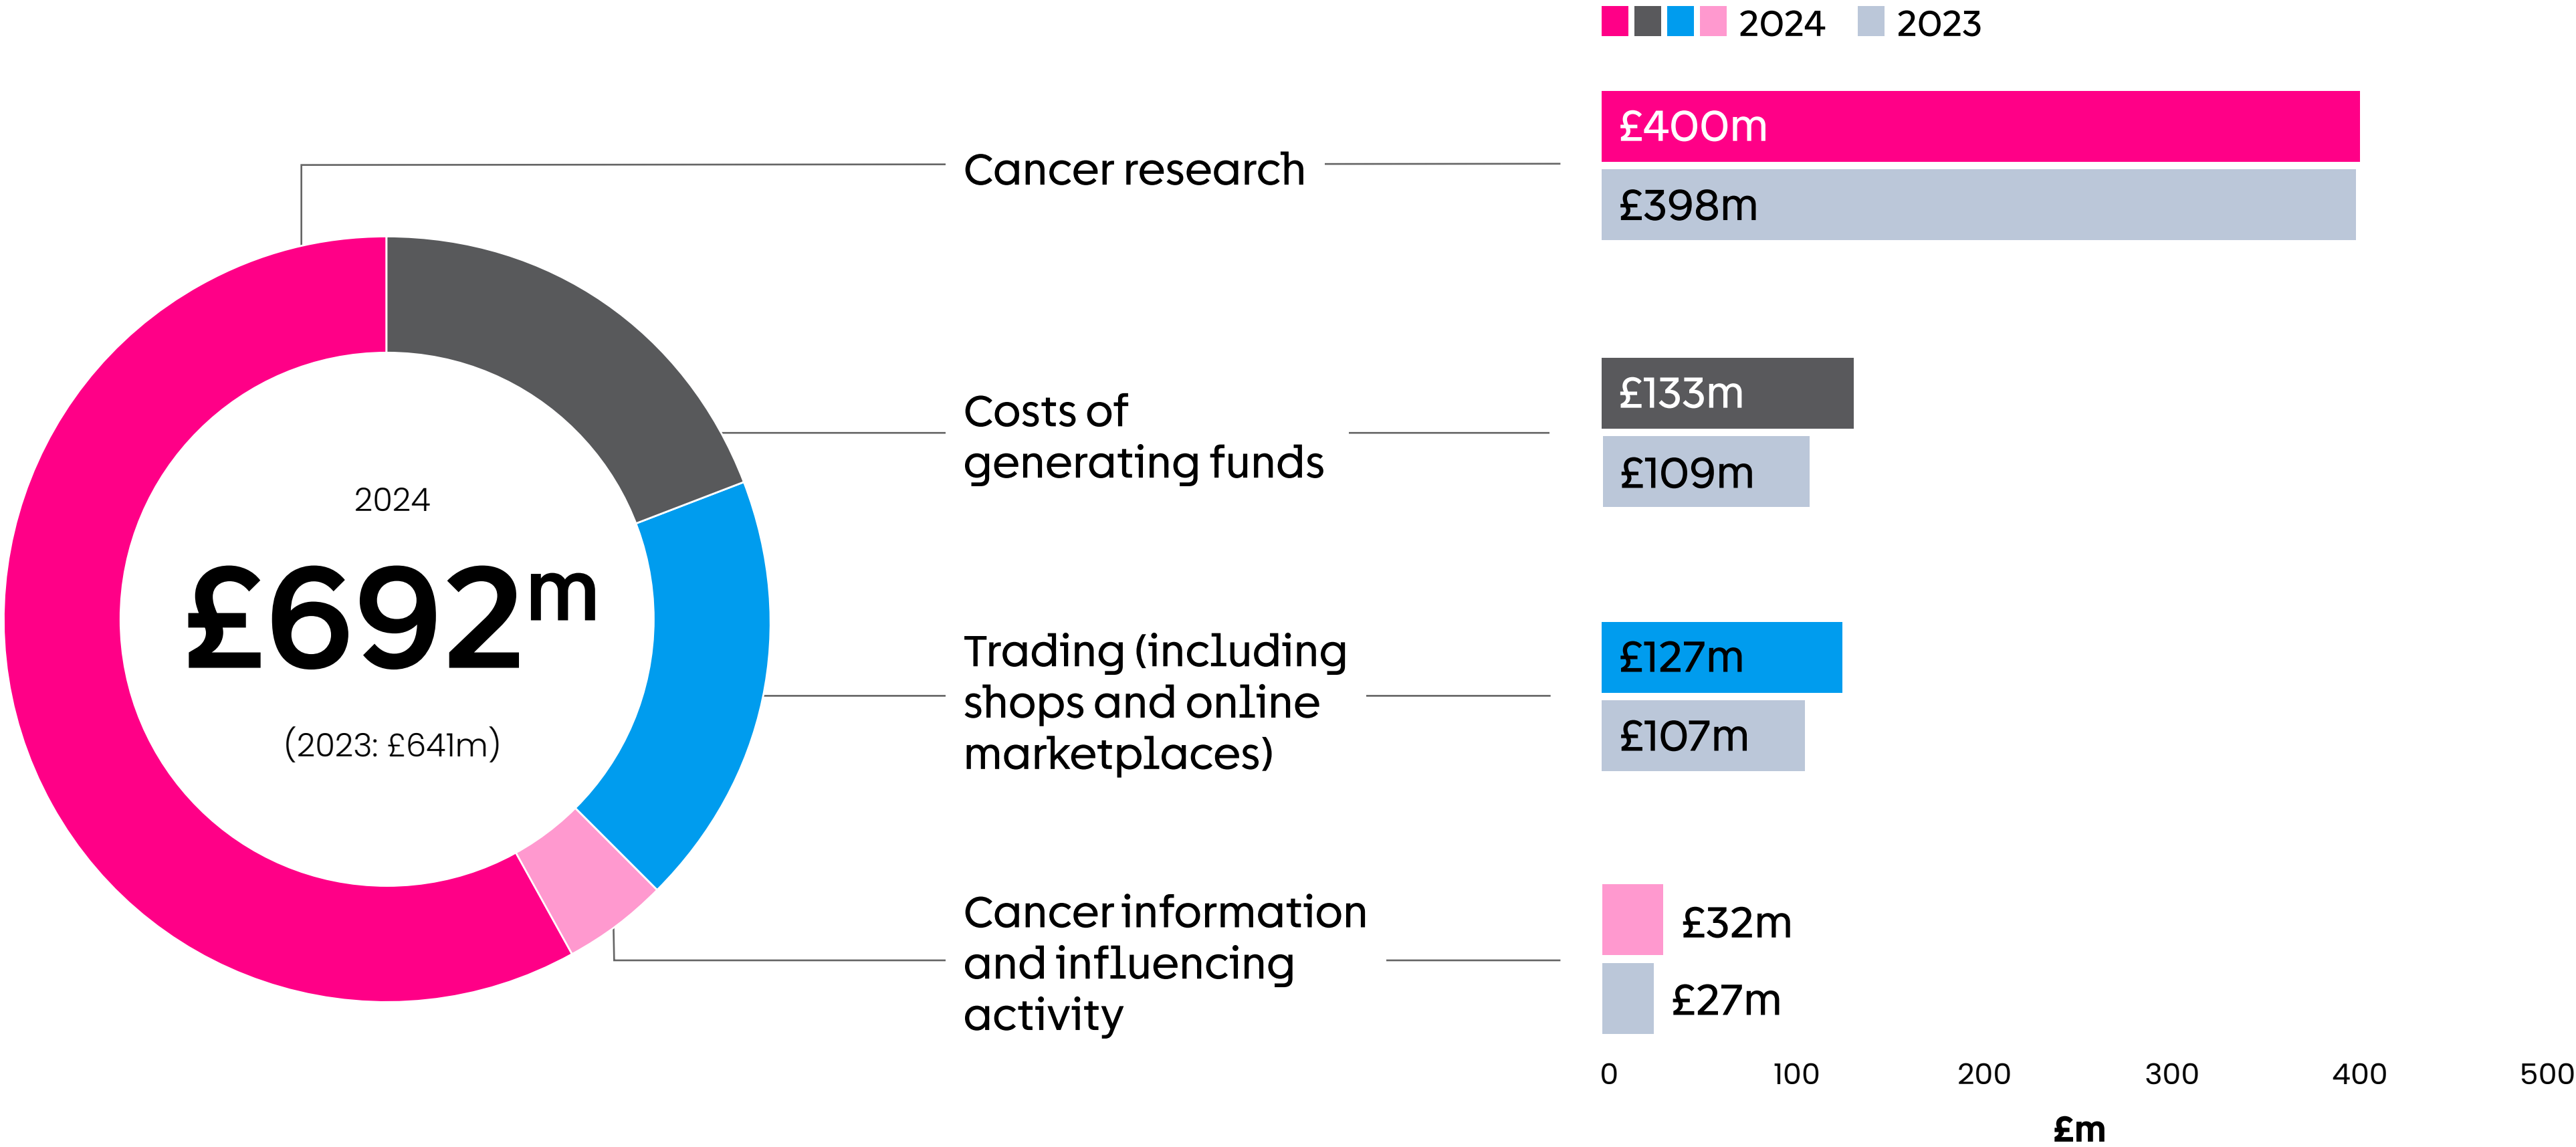 2024
2023
Cancer research
£400m
£398m
Costs of
generating funds
£133m
£109m
2024
£692m
(2023: £641m)
Trading (including
shops and online
marketplaces)
£127m
£107m
Cancer information
and influencing
activity
£32m
£27m
0 100 200 300 400 500
£m